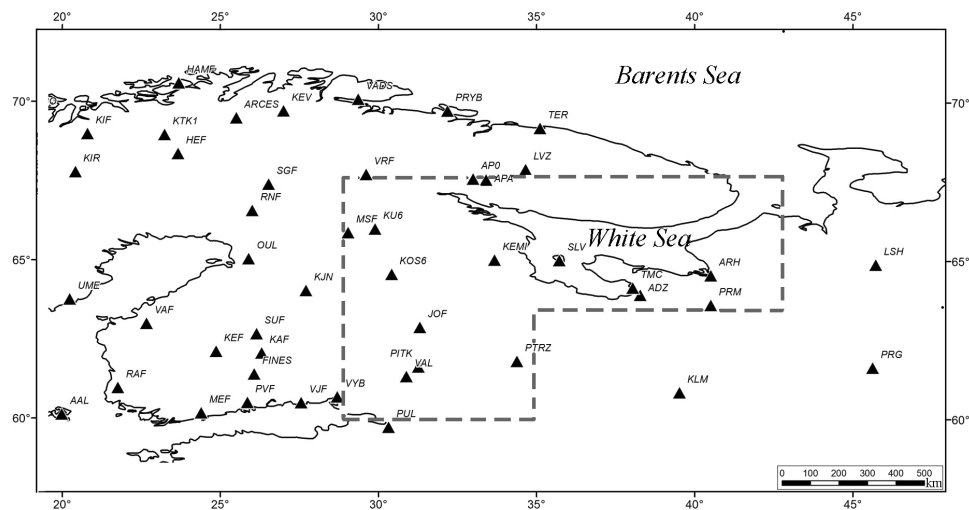 20° 25° 30° 35° 40° 45°
Barents Sea
HAMF
VADS
70° 70°
KEV PRYB
ARCES
KIF KTK1 TER
HEF
KIR VRF AP0 LVZ
SGF APA
RNF
MSF KU6
White Sea
OUL KEMI SLV LSH
65° 65°
KOS6 ARH
UME KJN TMC
ADZ PRM
VAF JOF
SUF
KEF KAF
FINES PITK VAL PTRZ PRG
RAF KLM
AAL MEF PVF VJF VYB
PUL
60° 60°
0 100 200 300 400 500 km
20° 25° 30° 35° 40° 45°